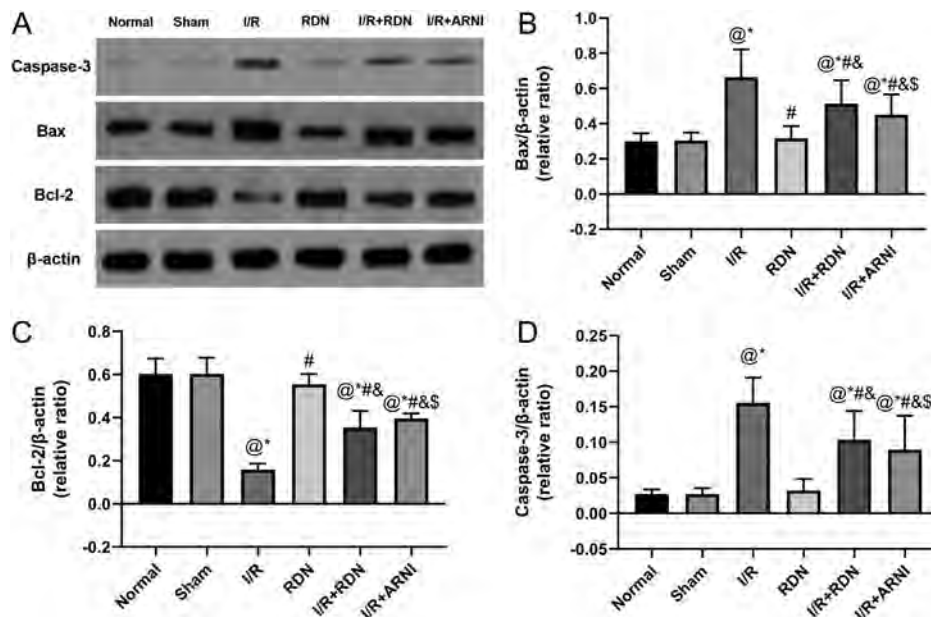 A
Normal Sham I/R RDN I/R+RDN I/R+ARNI
Caspase-3
Bax
Bcl-2
β-actin
B
Bax/β-actin
(relative ratio)
1.0
0.8
0.6
0.4
0.2
0.0
-0.2
@*
#
@*#&
@*#&$
Normal
Sham
I/R
RDN
I/R+RDN
I/R+ARNI
C
Bcl-2/β-actin
(relative ratio)
0.8
0.6
0.4
0.2
0.0
-0.2
@*
#
@*#&
@*#&$
Normal
Sham
I/R
RDN
I/R+RDN
I/R+ARNI
D
Caspase-3/β-actin
(relative ratio)
0.25
0.20
0.15
0.10
0.05
0.00
-0.05
@*
@*#&
@*#&$
Normal
Sham
I/R
RDN
I/R+RDN
I/R+ARNI